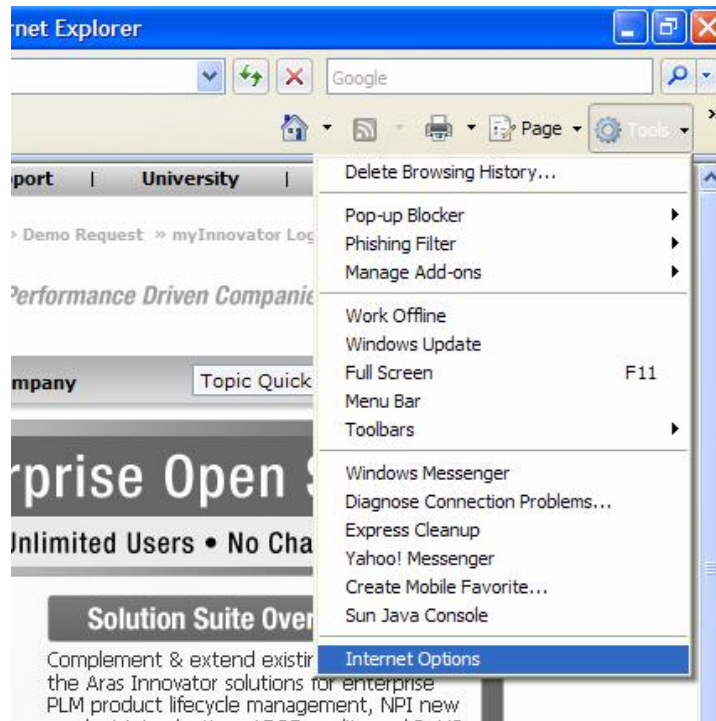 rnet Explorer
Google
Page
Tools
port | University |
» Demo Request » myInnovator Log
Performance Driven Companie
mpany
Topic Quick
rprise Open S
Unlimited Users • No Cha
Solution Suite Over
Complement & extend existin
the Aras Innovator solutions for enterprise
PLM product lifecycle management, NPI new
Delete Browsing History...
Pop-up Blocker
Phishing Filter
Manage Add-ons
Work Offline
Windows Update
Full Screen F11
Menu Bar
Toolbars
Windows Messenger
Diagnose Connection Problems...
Express Cleanup
Yahoo! Messenger
Create Mobile Favorite...
Sun Java Console
Internet Options